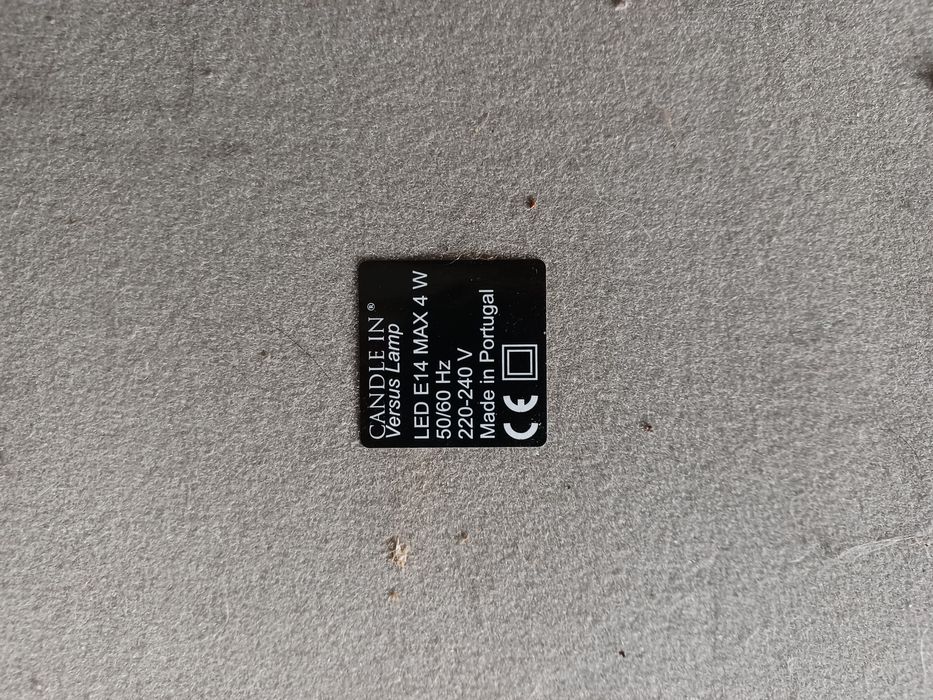 CANDLE IN ®
Versus Lamp
LED E14 MAX 4 W
50/60 Hz
220-240 V
Made in Portugal
CE